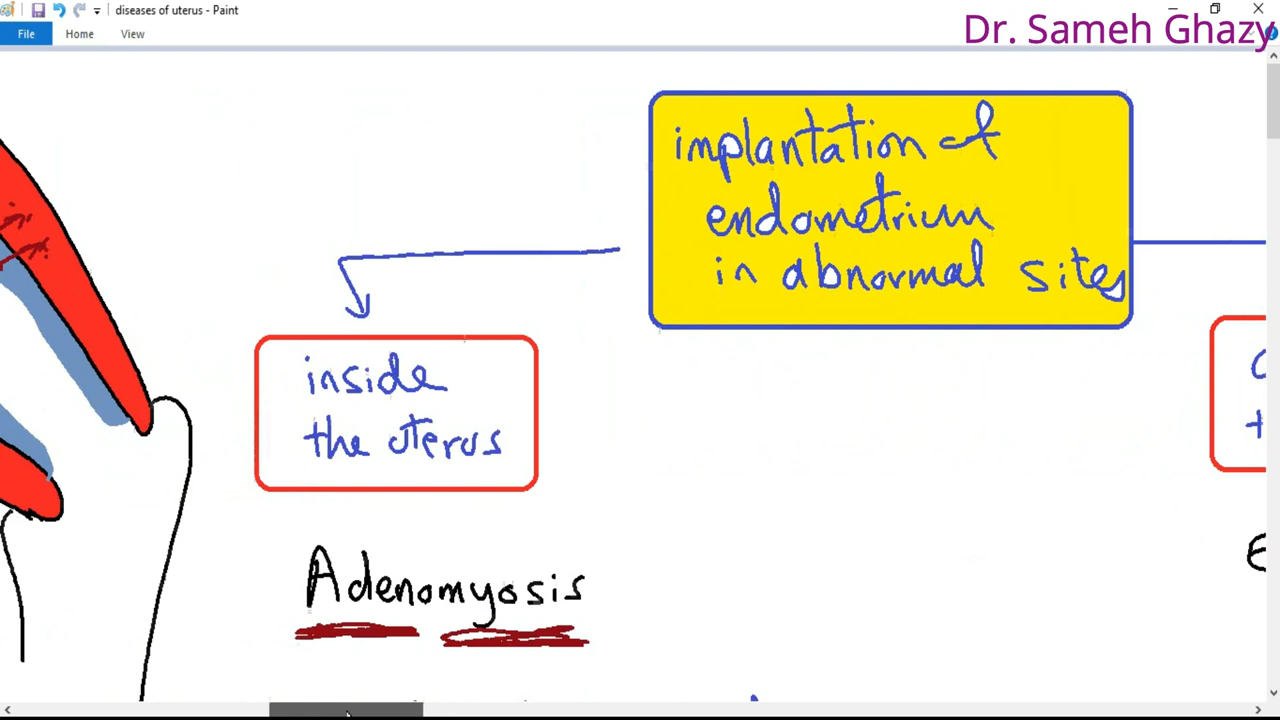 diseases of uterus - Paint
Dr. Sameh Ghazy
File Home View
implantation of
endometrium
in abnormal sites
inside
the uterus
Adenomyosis